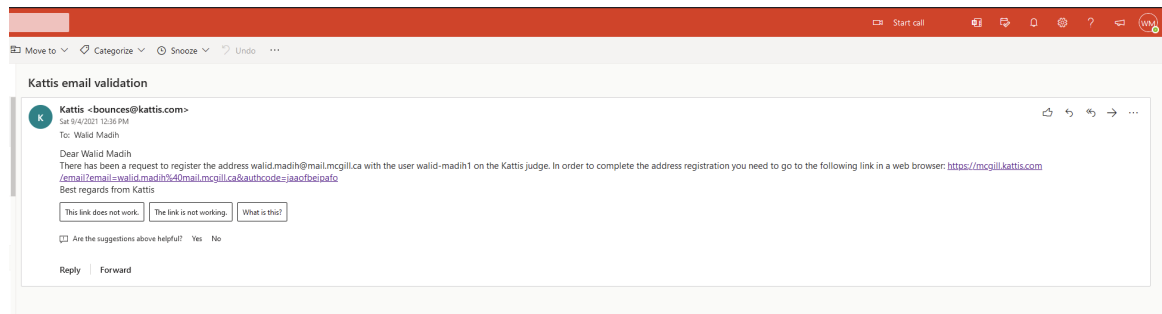 Start call
WM
Move to Categorize Snooze Undo ...
Kattis email validation
K
Kattis <bounces@kattis.com>
Sat 9/4/2021 12:36 PM
To: Walid Madih
Dear Walid Madih
There has been a request to register the address walid.madih@mail.mcgill.ca with the user walid-madih1 on the Kattis judge. In order to complete the address registration you need to go to the following link in a web browser: https://mcgill.kattis.com
/email?email=walid.madih%40mail.mcgill.ca&authcode=jaaofbeipafo
Best regards from Kattis
This link does not work. The link is not working. What is this?
Are the suggestions above helpful? Yes No
Reply Forward